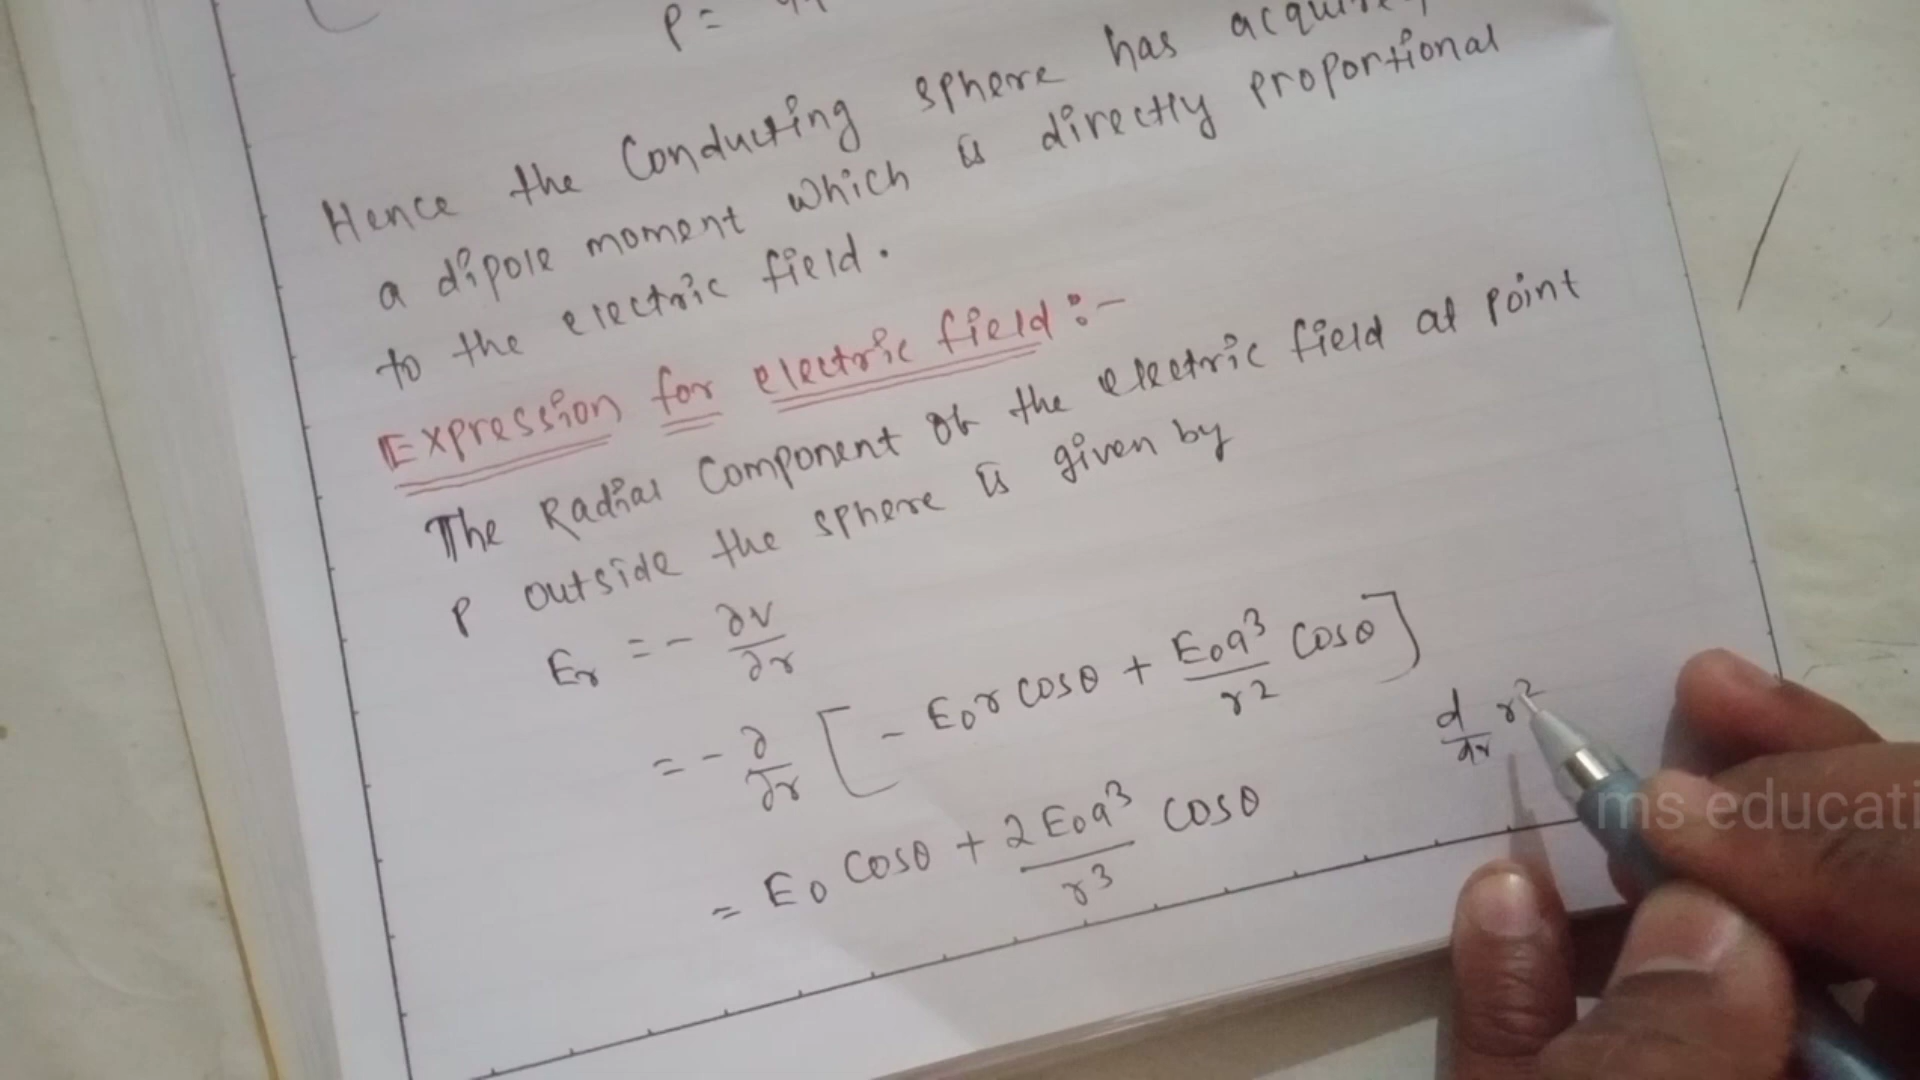 P =
Hence the Conducting sphere has
a dipole moment which is directly proportional
to the electric field.
Expression for electric field :-
The Radial Component of the electric field at point
P outside the sphere is given by
Er = - ∂V/∂r
= - ∂/∂r [ - E0 r cosθ + E0a³/r² cosθ ]
d/dr r²
= E0 cosθ + 2E0a³/r³ cosθ
ms educati